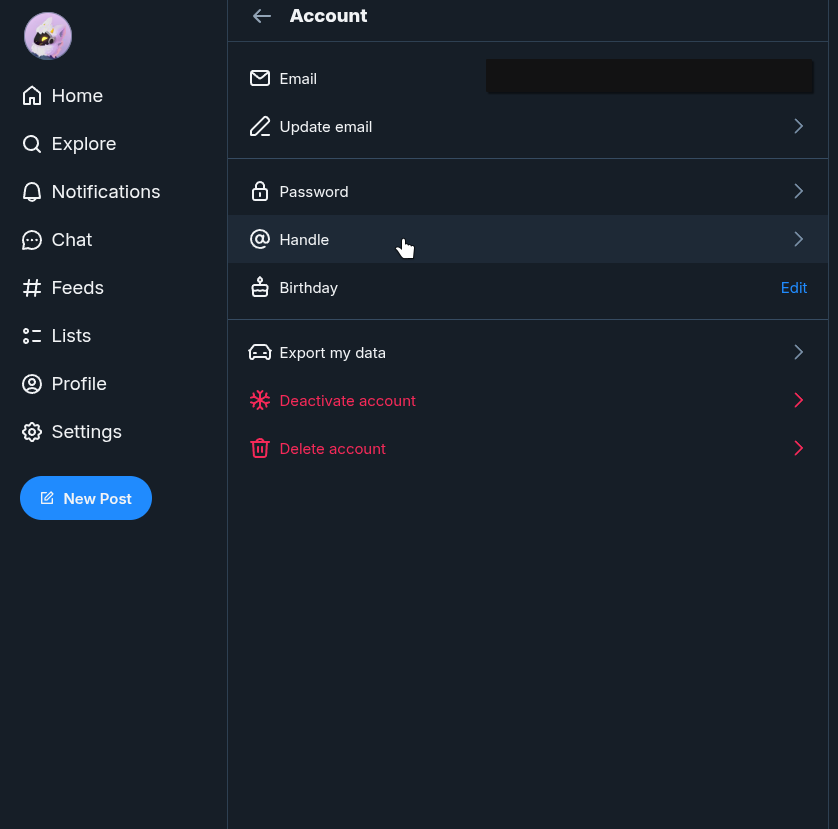 Account
Home
Explore
Notifications
Chat
Feeds
Lists
Profile
Settings
New Post
Email
Update email
Password
Handle
Birthday Edit
Export my data
Deactivate account
Delete account